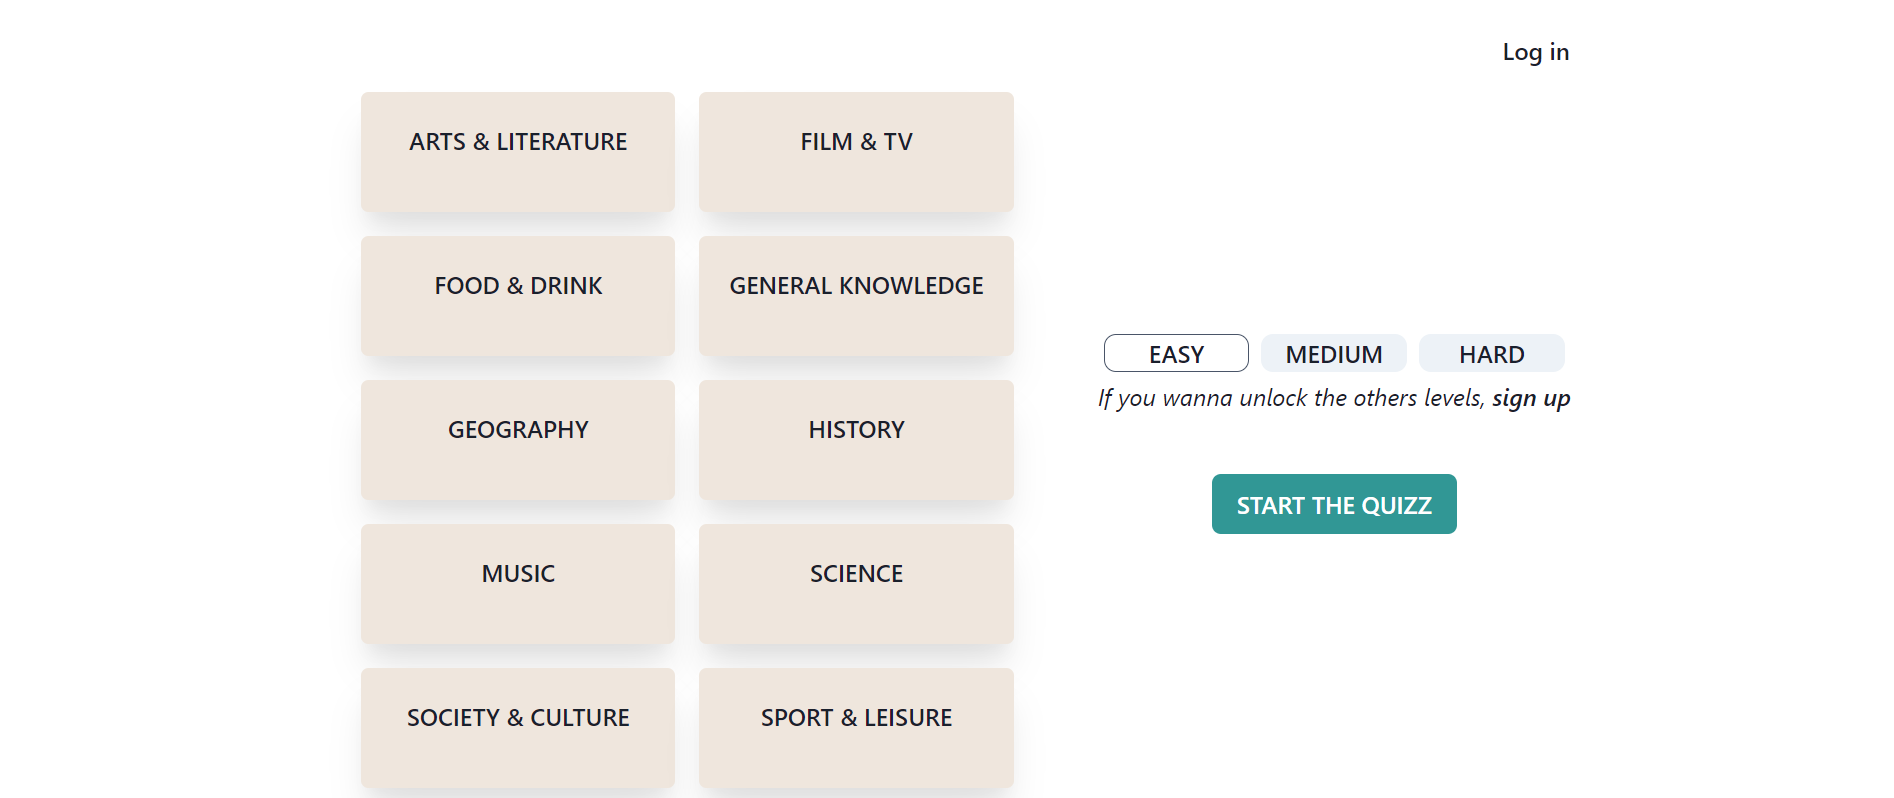 Log in
ARTS & LITERATURE
FILM & TV
FOOD & DRINK
GENERAL KNOWLEDGE
GEOGRAPHY
HISTORY
MUSIC
SCIENCE
SOCIETY & CULTURE
SPORT & LEISURE
EASY
MEDIUM
HARD
If you wanna unlock the others levels, sign up
START THE QUIZZ